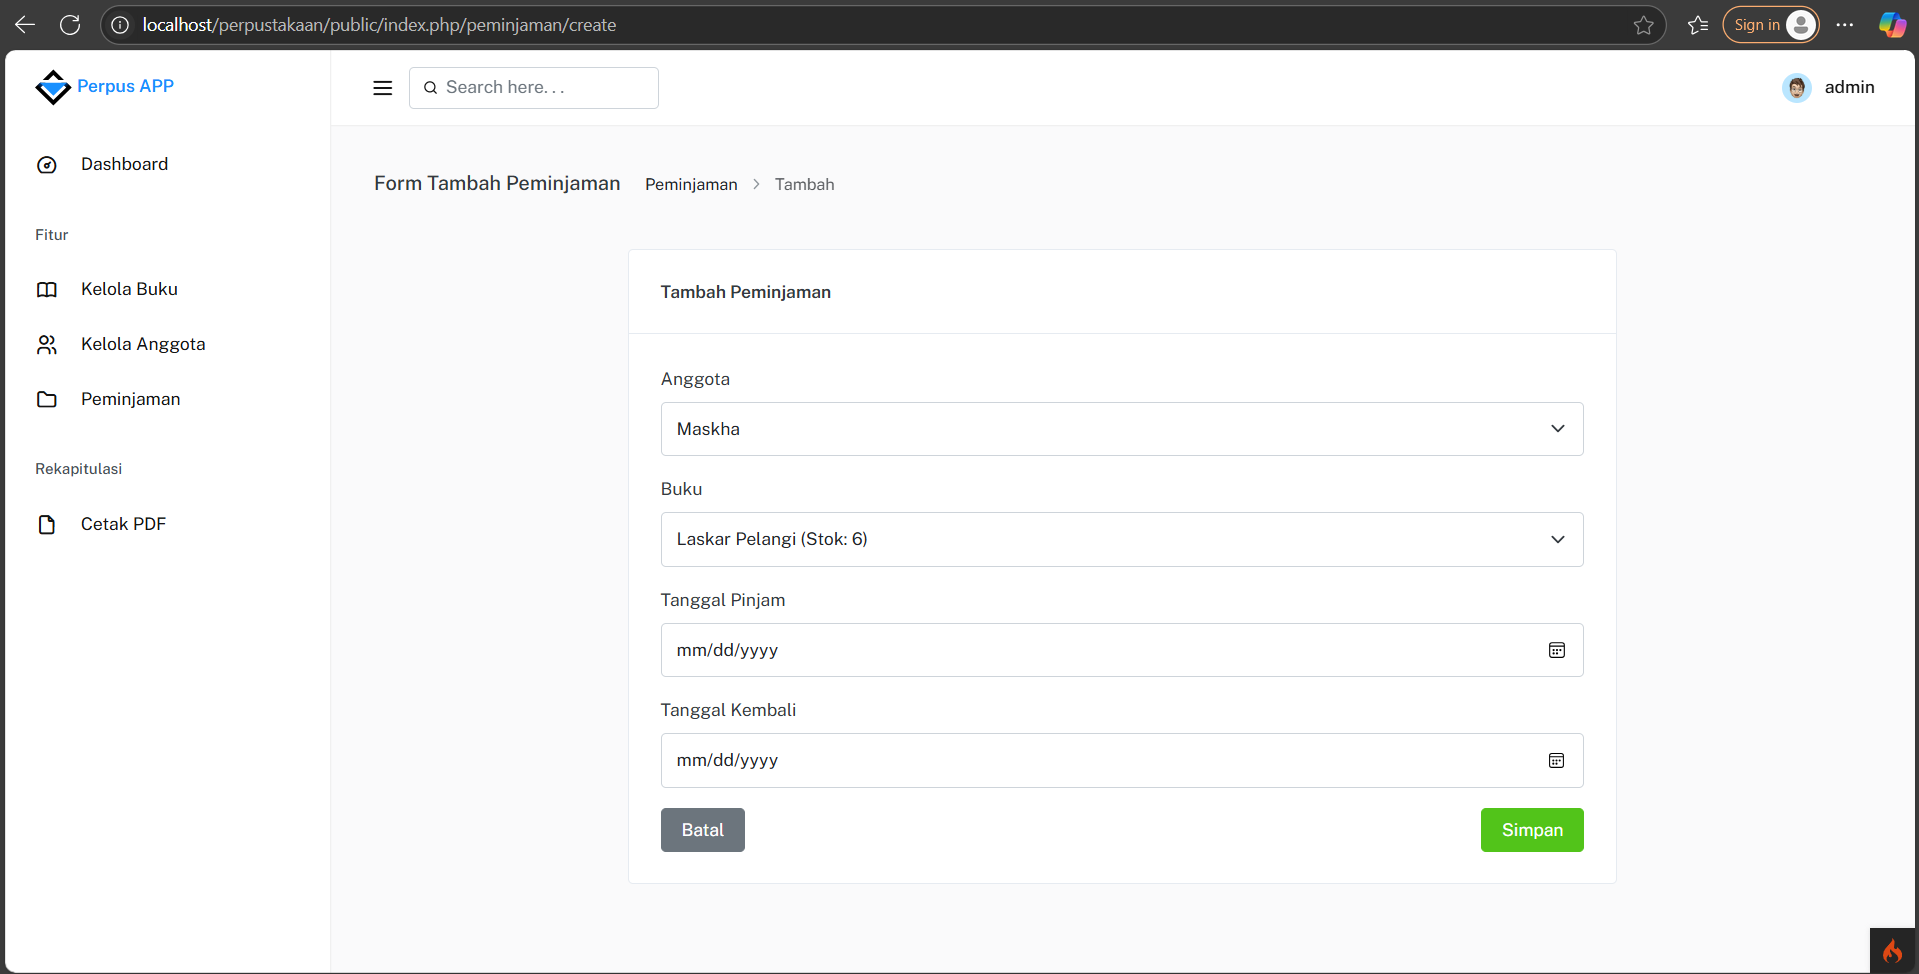 localhost/perpustakaan/public/index.php/peminjaman/create
Sign in
Perpus APP
Search here. . .
admin
Dashboard
Form Tambah Peminjaman
Peminjaman > Tambah
Fitur
Kelola Buku
Kelola Anggota
Peminjaman
Rekapitulasi
Cetak PDF
Tambah Peminjaman
Anggota
Maskha
Buku
Laskar Pelangi (Stok: 6)
Tanggal Pinjam
mm/dd/yyyy
Tanggal Kembali
mm/dd/yyyy
Batal
Simpan